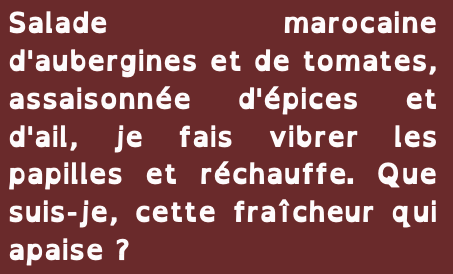 Salade marocaine
d'aubergines et de tomates,
assaisonnée d'épices et
d'ail, je fais vibrer les
papilles et réchauffe. Que
suis-je, cette fraîcheur qui
apaise ?